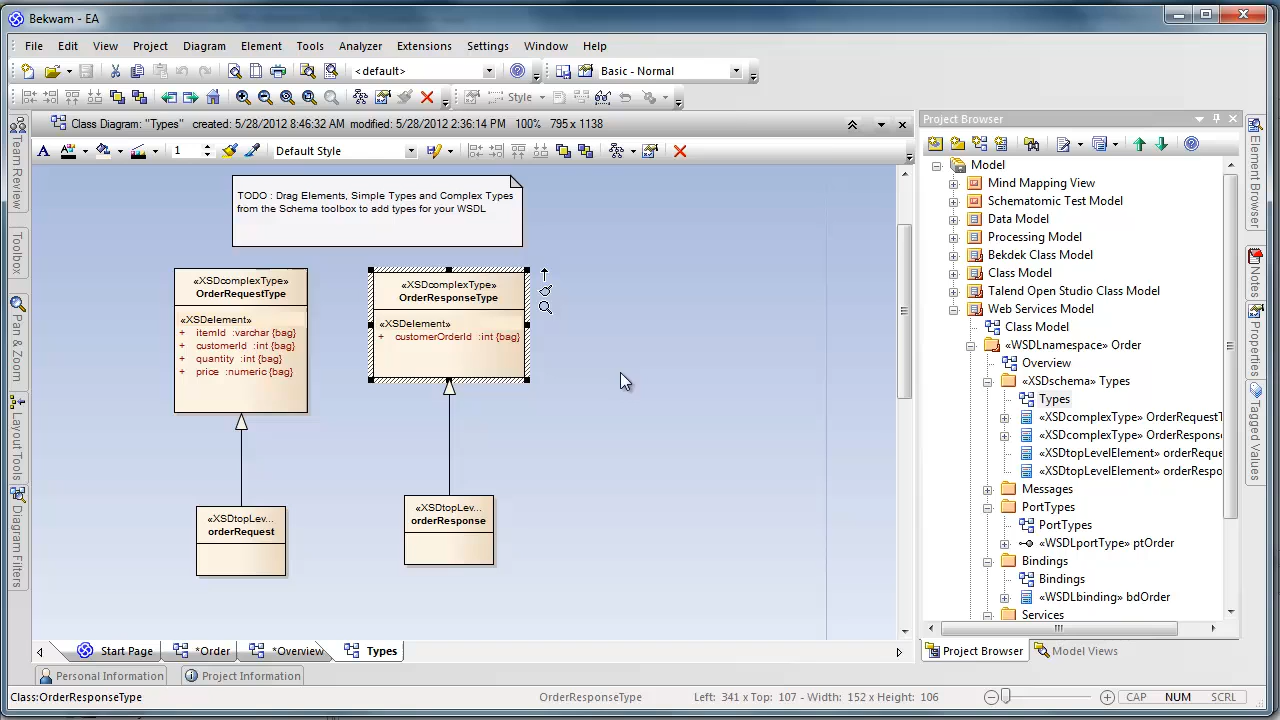 Bekwam - EA
File Edit View Project Diagram Element Tools Analyzer Extensions Settings Window Help
<default>
Basic - Normal
Style
Class Diagram: "Types" created: 5/28/2012 8:46:32 AM modified: 5/28/2012 2:36:14 PM 100% 795 x 1138
A
1
Default Style
Team Review
Toolbox
Pan & Zoom
Layout Tools
Diagram Filters
TODO : Drag Elements, Simple Types and Complex Types
from the Schema toolbox to add types for your WSDL
«XSDcomplexType»
OrderRequestType
«XSDelement»
+ itemId :varchar {bag}
+ customerId :int {bag}
+ quantity :int {bag}
+ price :numeric {bag}
«XSDcomplexType»
OrderResponseType
«XSDelement»
+ customerOrderId :int {bag}
«XSDtopLev...
orderRequest
«XSDtopLev...
orderResponse
Project Browser
Model
Mind Mapping View
Schematomic Test Model
Data Model
Processing Model
Bekdek Class Model
Class Model
Talend Open Studio Class Model
Web Services Model
Class Model
«WSDLnamespace» Order
Overview
«XSDschema» Types
Types
«XSDcomplexType» OrderRequestT
«XSDcomplexType» OrderRespons
«XSDtopLevelElement» orderReque
«XSDtopLevelElement» orderRespo
Messages
PortTypes
PortTypes
«WSDLportType» ptOrder
Bindings
Bindings
«WSDLbinding» bdOrder
Services
Element Browser
Notes
Properties
Tagged Values
Start Page *Order *Overview Types
Project Browser Model Views
Personal Information Project Information
Class:OrderResponseType OrderResponseType Left: 341 x Top: 107 - Width: 152 x Height: 106 CAP NUM SCRL